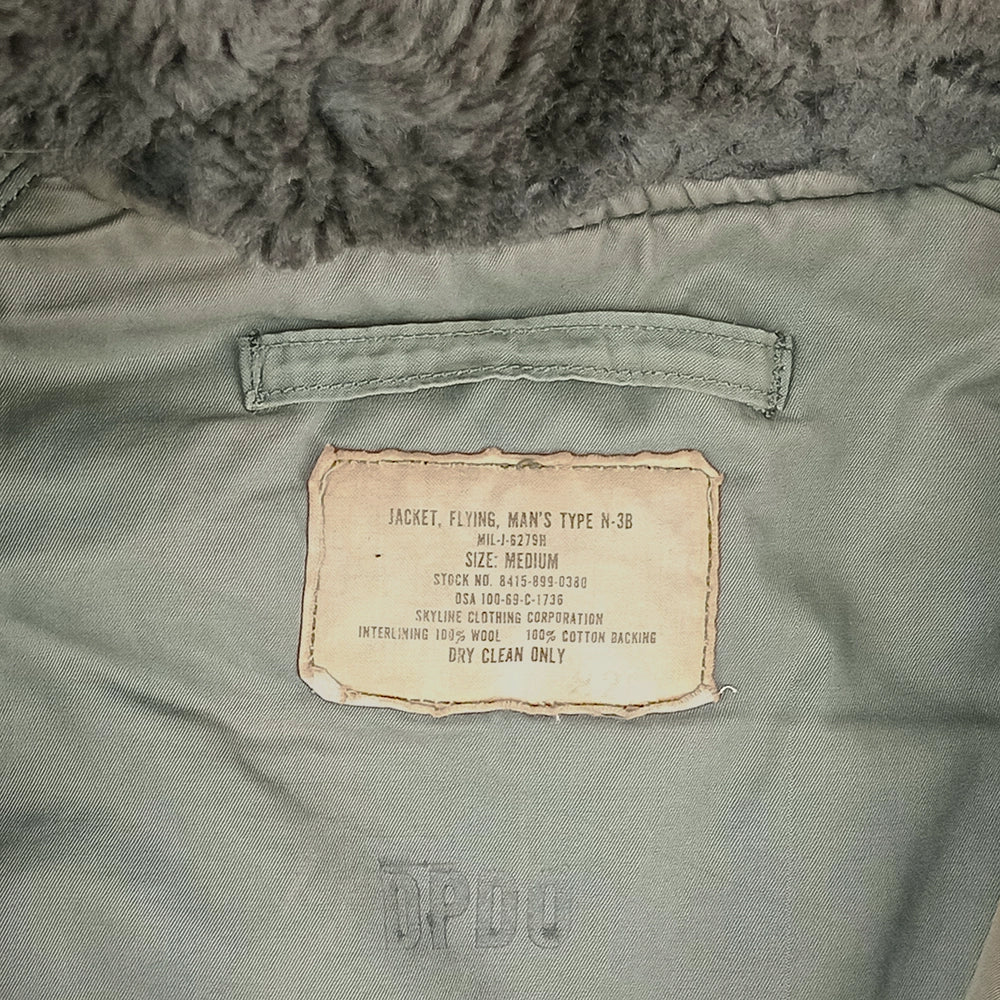 JACKET, FLYING, MAN'S TYPE N-3B
MIL-J-6279H
SIZE: MEDIUM
STOCK NO. 8415-899-0380
DSA 100-69-C-1736
SKYLINE CLOTHING CORPORATION
INTERLINING 100% WOOL 100% COTTON BACKING
DRY CLEAN ONLY
DPDO